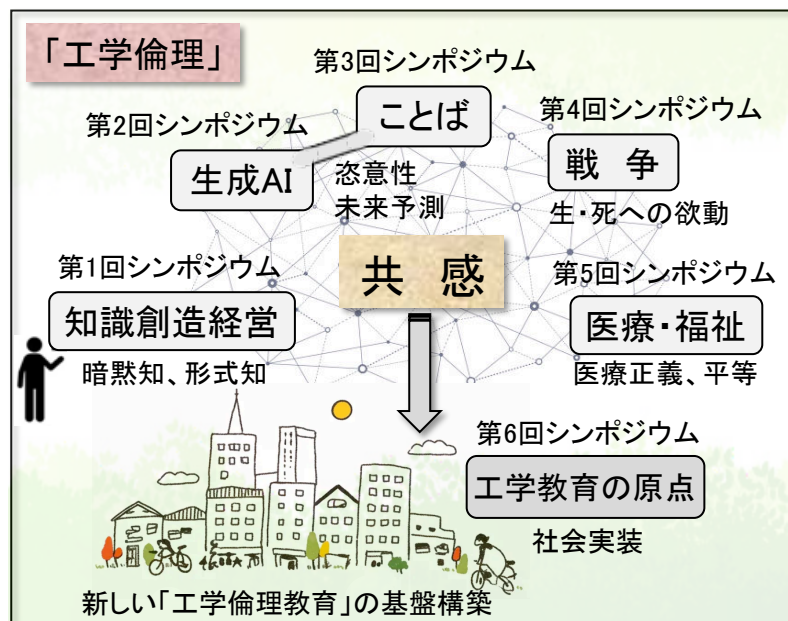 「工学倫理」
第1回シンポジウム
知識創造経営
暗黙知、形式知
第2回シンポジウム
生成AI
第3回シンポジウム
ことば
恣意性
未来予測
第4回シンポジウム
戦 争
生・死への欲動
共 感
第5回シンポジウム
医療・福祉
医療正義、平等
第6回シンポジウム
工学教育の原点
社会実装
新しい「工学倫理教育」の基盤構築